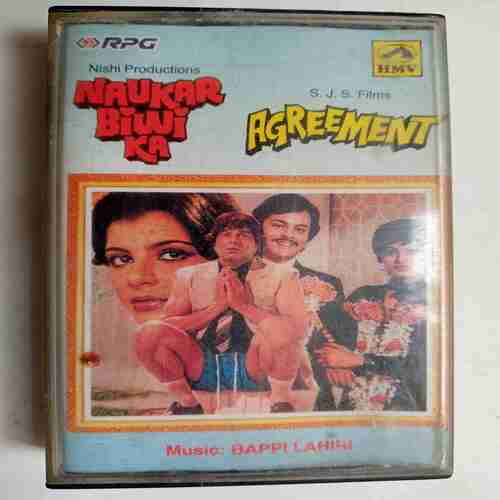 RPG
HMV
Nishi Productions
NAUKAR
BIWI
KA
S. J. S. Films
AGREEMENT
Music: BAPPI LAHIRI